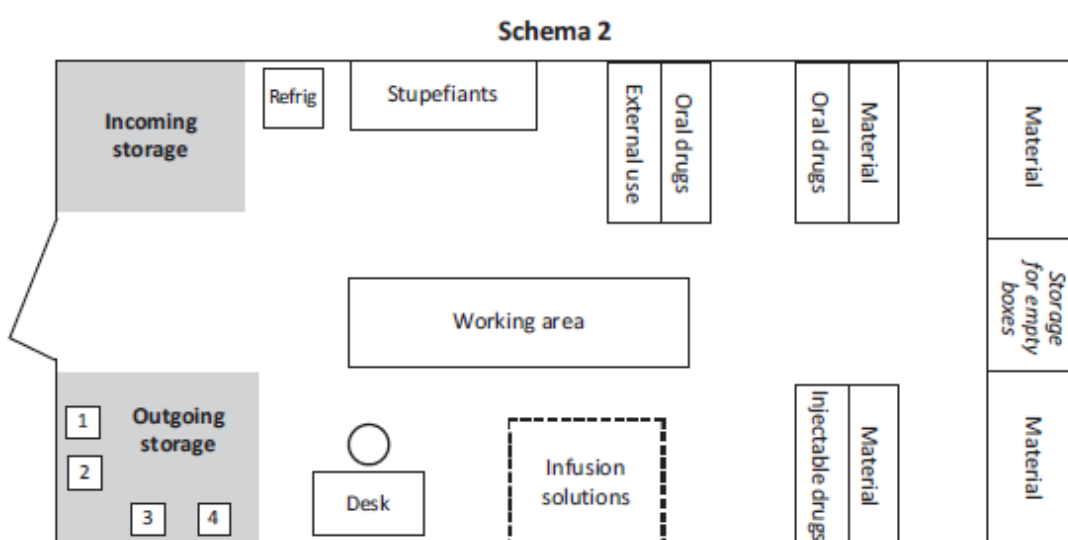 Schema 2
Incoming
storage
Refrig
Stupefiants
External use
Oral drugs
Oral drugs
Material
Material
Working area
Storage
for empty
boxes
Outgoing
storage
1
2
3
4
Desk
Infusion
solutions
Injectable drugs
Material
Material